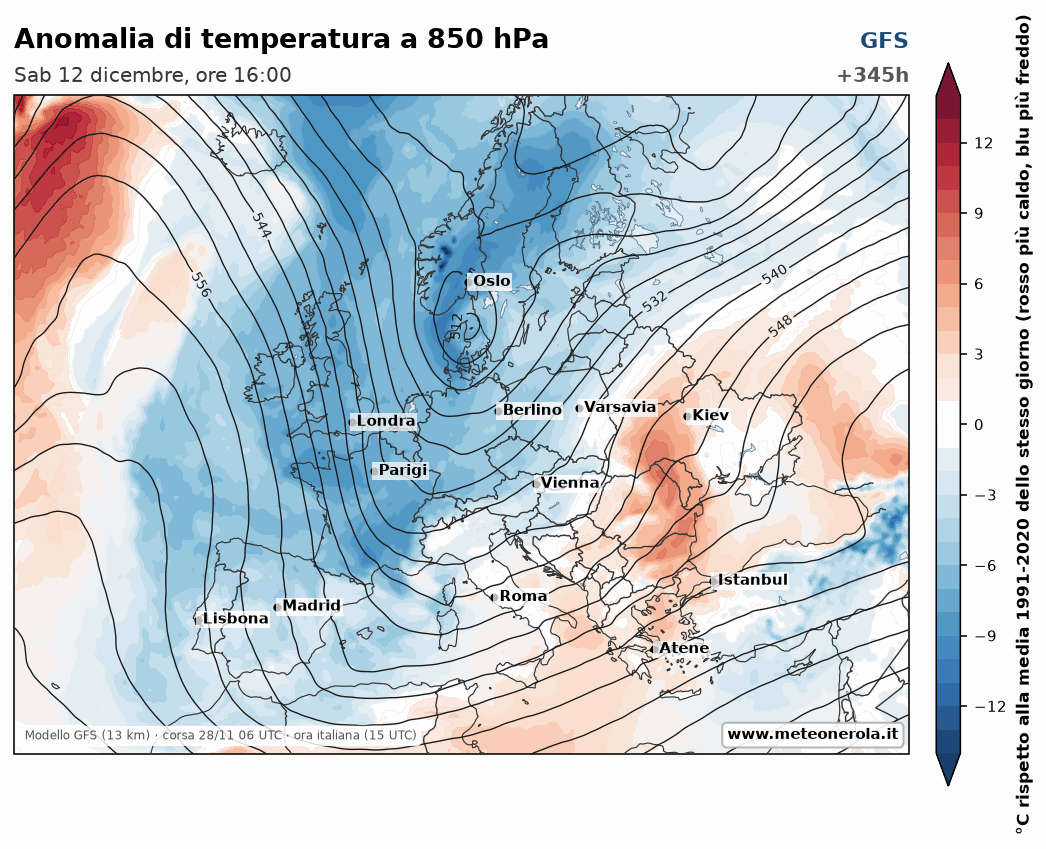 Anomalia di temperatura a 850 hPa
GFS
Sab 12 dicembre, ore 16:00
+345h
544
556
540
532
548
512
Oslo
Londra
Berlino
Varsavia
Kiev
Parigi
Vienna
Istanbul
Roma
Madrid
Lisbona
Atene
Modello GFS (13 km) · corsa 28/11 06 UTC · ora italiana (15 UTC)
www.meteonerola.it
12
9
6
3
0
−3
−6
−9
−12
°C rispetto alla media 1991-2020 dello stesso giorno (rosso più caldo, blu più freddo)